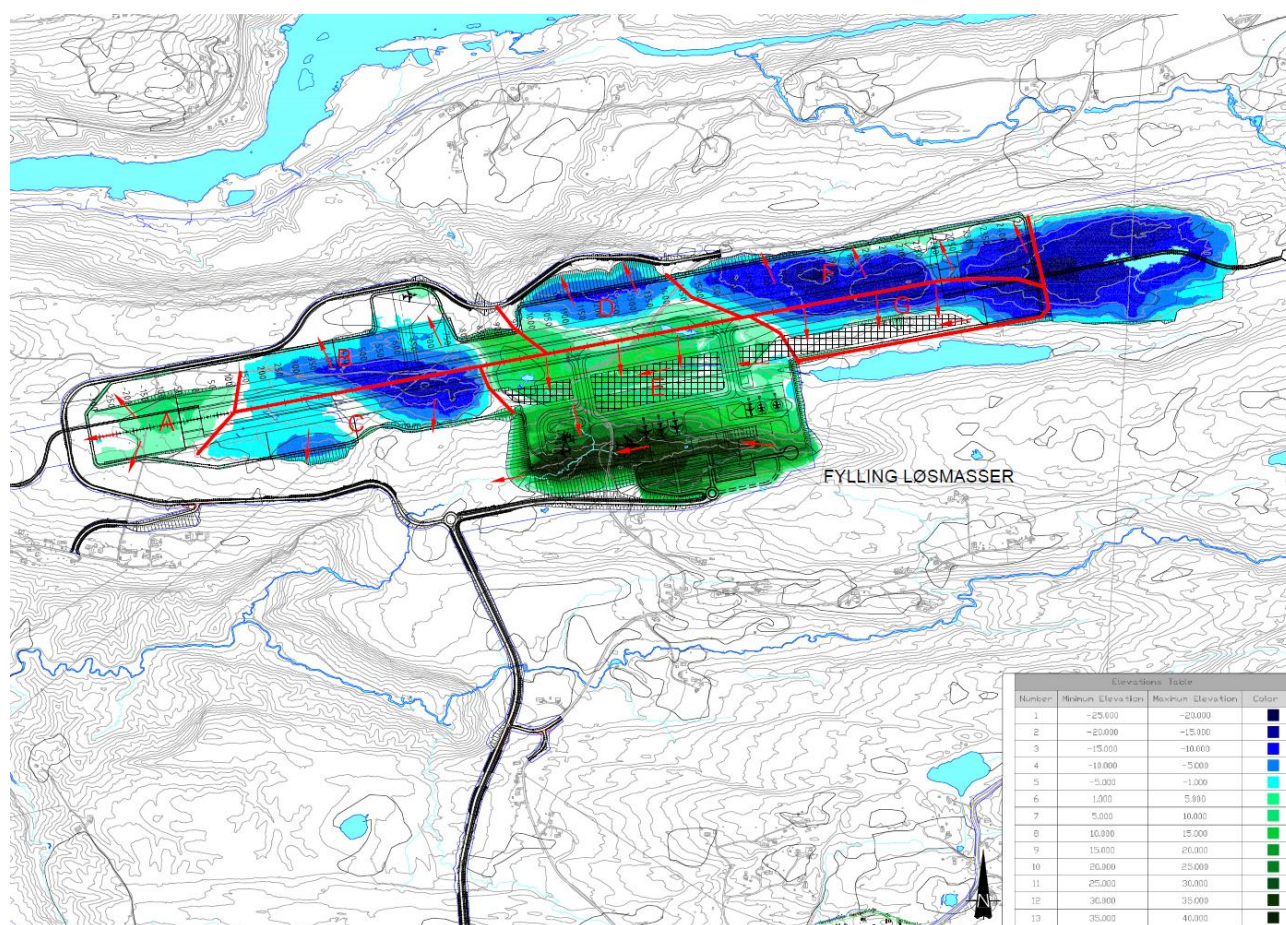 D
F
G
B
E
A
C
FYLLING LØSMASSER
Elevations Table
Number Minimum Elevation Maximum Elevation Color
1 -25.000 -20.000
2 -20.000 -15.000
3 -15.000 -10.000
4 -10.000 -5.000
5 -5.000 -1.000
6 1.000 5.000
7 5.000 10.000
8 10.000 15.000
9 15.000 20.000
10 20.000 25.000
11 25.000 30.000
12 30.000 35.000
13 35.000 40.000
N